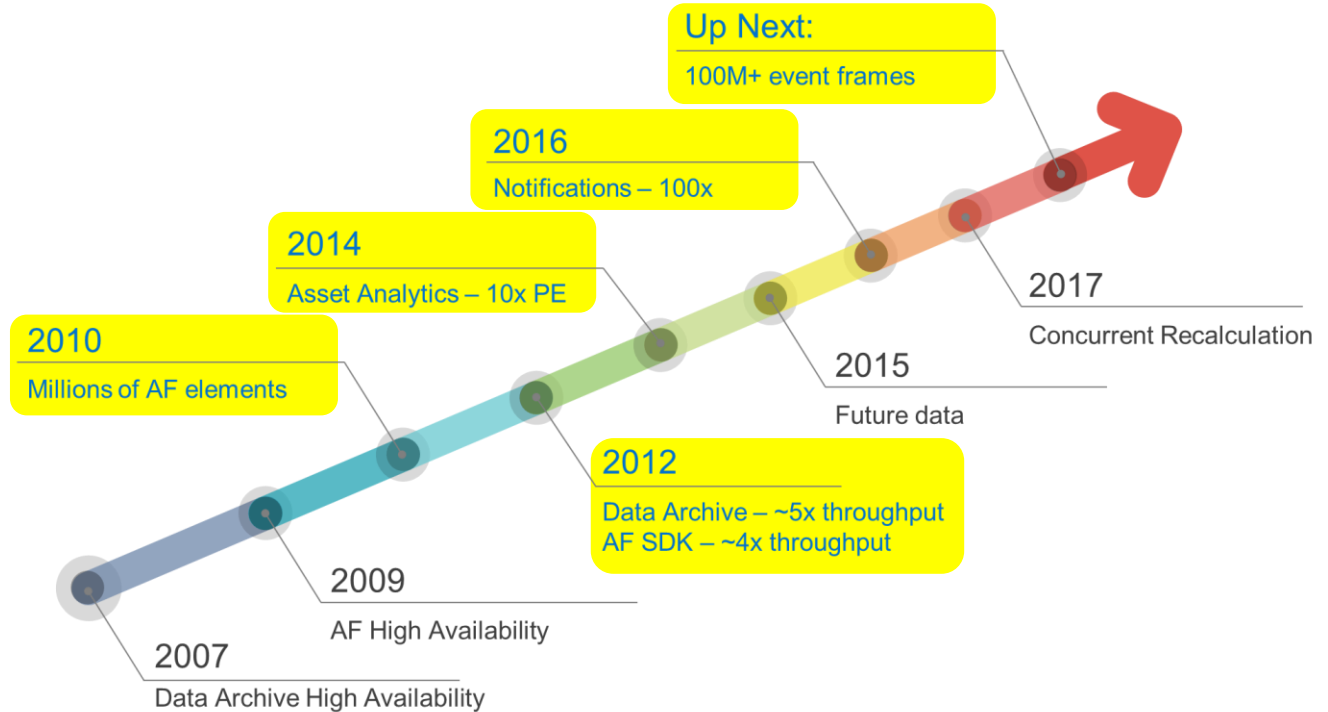 Up Next:
100M+ event frames
2016
Notifications – 100x
2014
Asset Analytics – 10x PE
2010
Millions of AF elements
2017
Concurrent Recalculation
2015
Future data
2012
Data Archive – ~5x throughput
AF SDK – ~4x throughput
2009
AF High Availability
2007
Data Archive High Availability